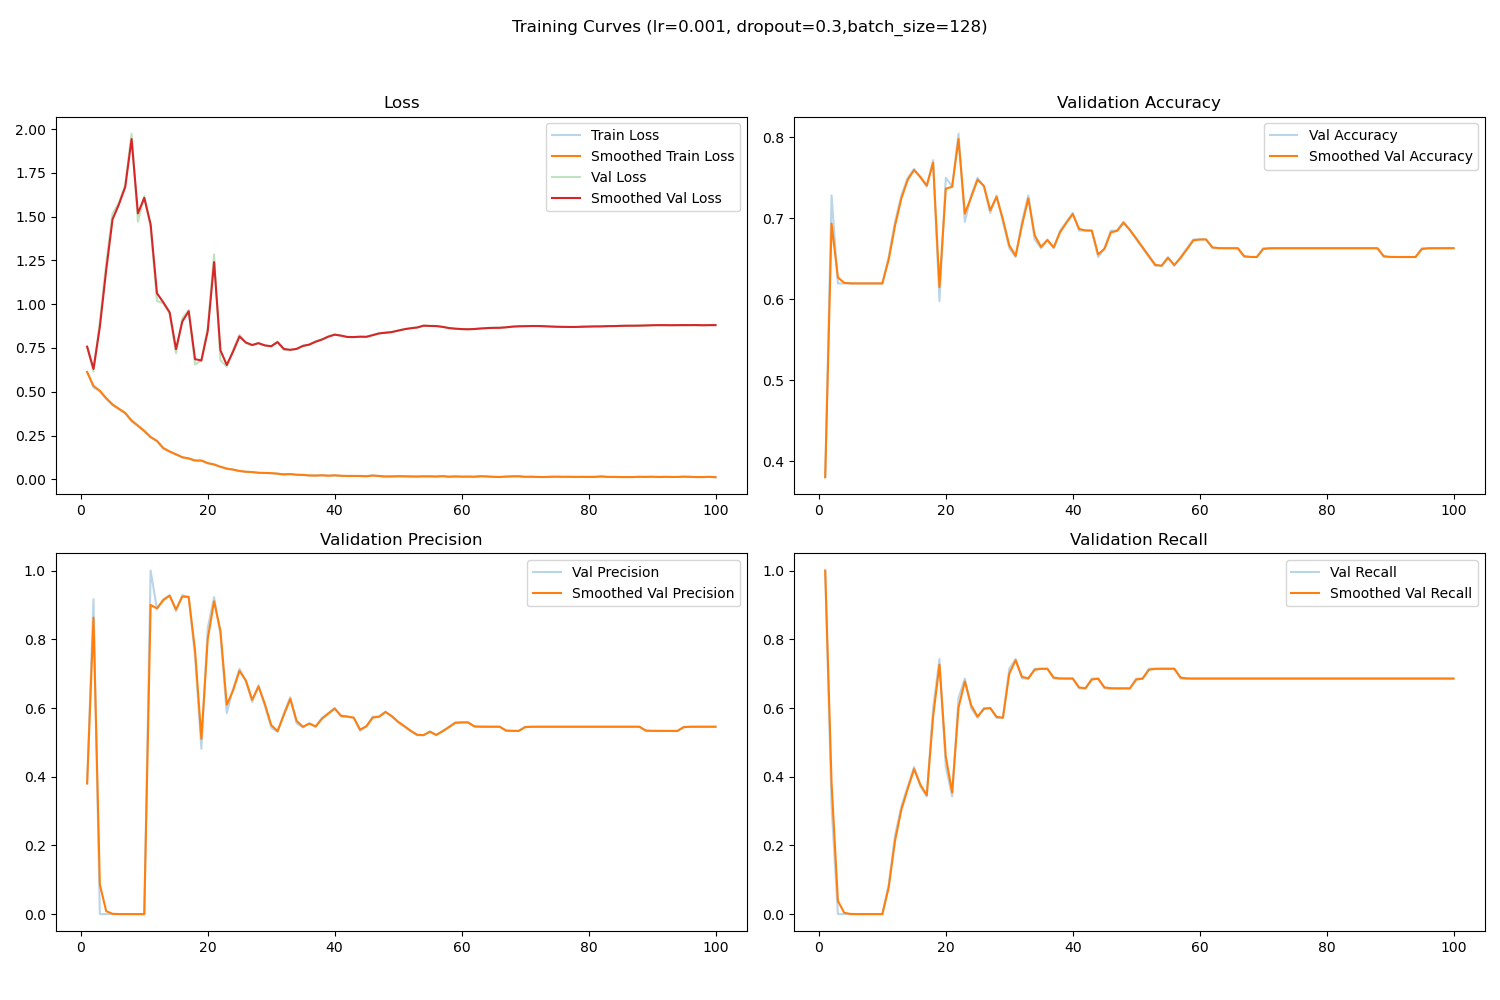 Training Curves (lr=0.001, dropout=0.3,batch_size=128)
Loss
2.00
1.75
1.50
1.25
1.00
0.75
0.50
0.25
0.00
0 20 40 60 80 100
Train Loss
Smoothed Train Loss
Val Loss
Smoothed Val Loss
Validation Accuracy
0.8
0.7
0.6
0.5
0.4
0 20 40 60 80 100
Val Accuracy
Smoothed Val Accuracy
Validation Precision
1.0
0.8
0.6
0.4
0.2
0.0
0 20 40 60 80 100
Val Precision
Smoothed Val Precision
Validation Recall
1.0
0.8
0.6
0.4
0.2
0.0
0 20 40 60 80 100
Val Recall
Smoothed Val Recall